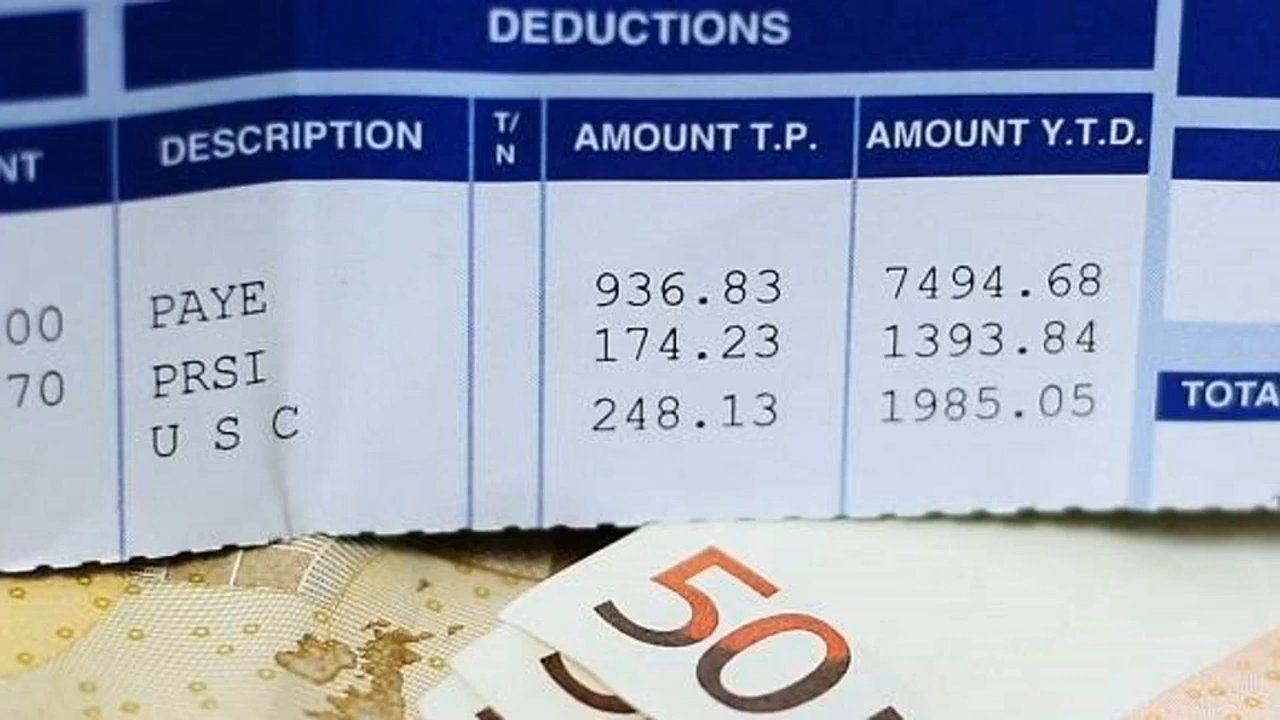 DEDUCTIONS
NT DESCRIPTION T/N AMOUNT T.P. AMOUNT Y.T.D.
00 PAYE 936.83 7494.68
70 PRSI 174.23 1393.84
U S C 248.13 1985.05
TOTA
50